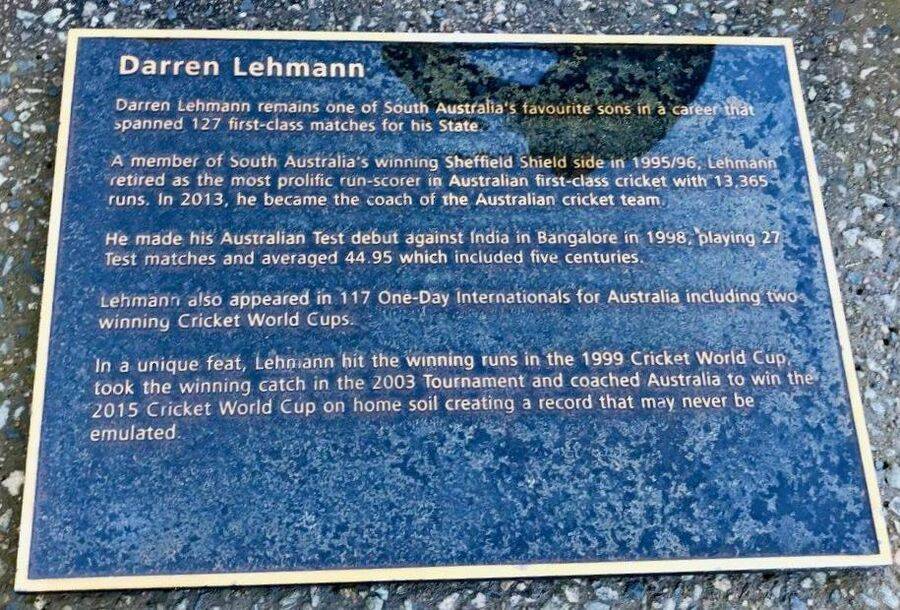 Darren Lehmann
Darren Lehmann remains one of South Australia's favourite sons in a career that
spanned 127 first-class matches for his State.
A member of South Australia's winning Sheffield Shield side in 1995/96, Lehmann
retired as the most prolific run-scorer in Australian first-class cricket with 13,365
runs. In 2013, he became the coach of the Australian cricket team.
He made his Australian Test debut against India in Bangalore in 1998, playing 27
Test matches and averaged 44.95 which included five centuries.
Lehmann also appeared in 117 One-Day Internationals for Australia including two
winning Cricket World Cups.
In a unique feat, Lehmann hit the winning runs in the 1999 Cricket World Cup,
took the winning catch in the 2003 Tournament and coached Australia to win the
2015 Cricket World Cup on home soil creating a record that may never be
emulated.